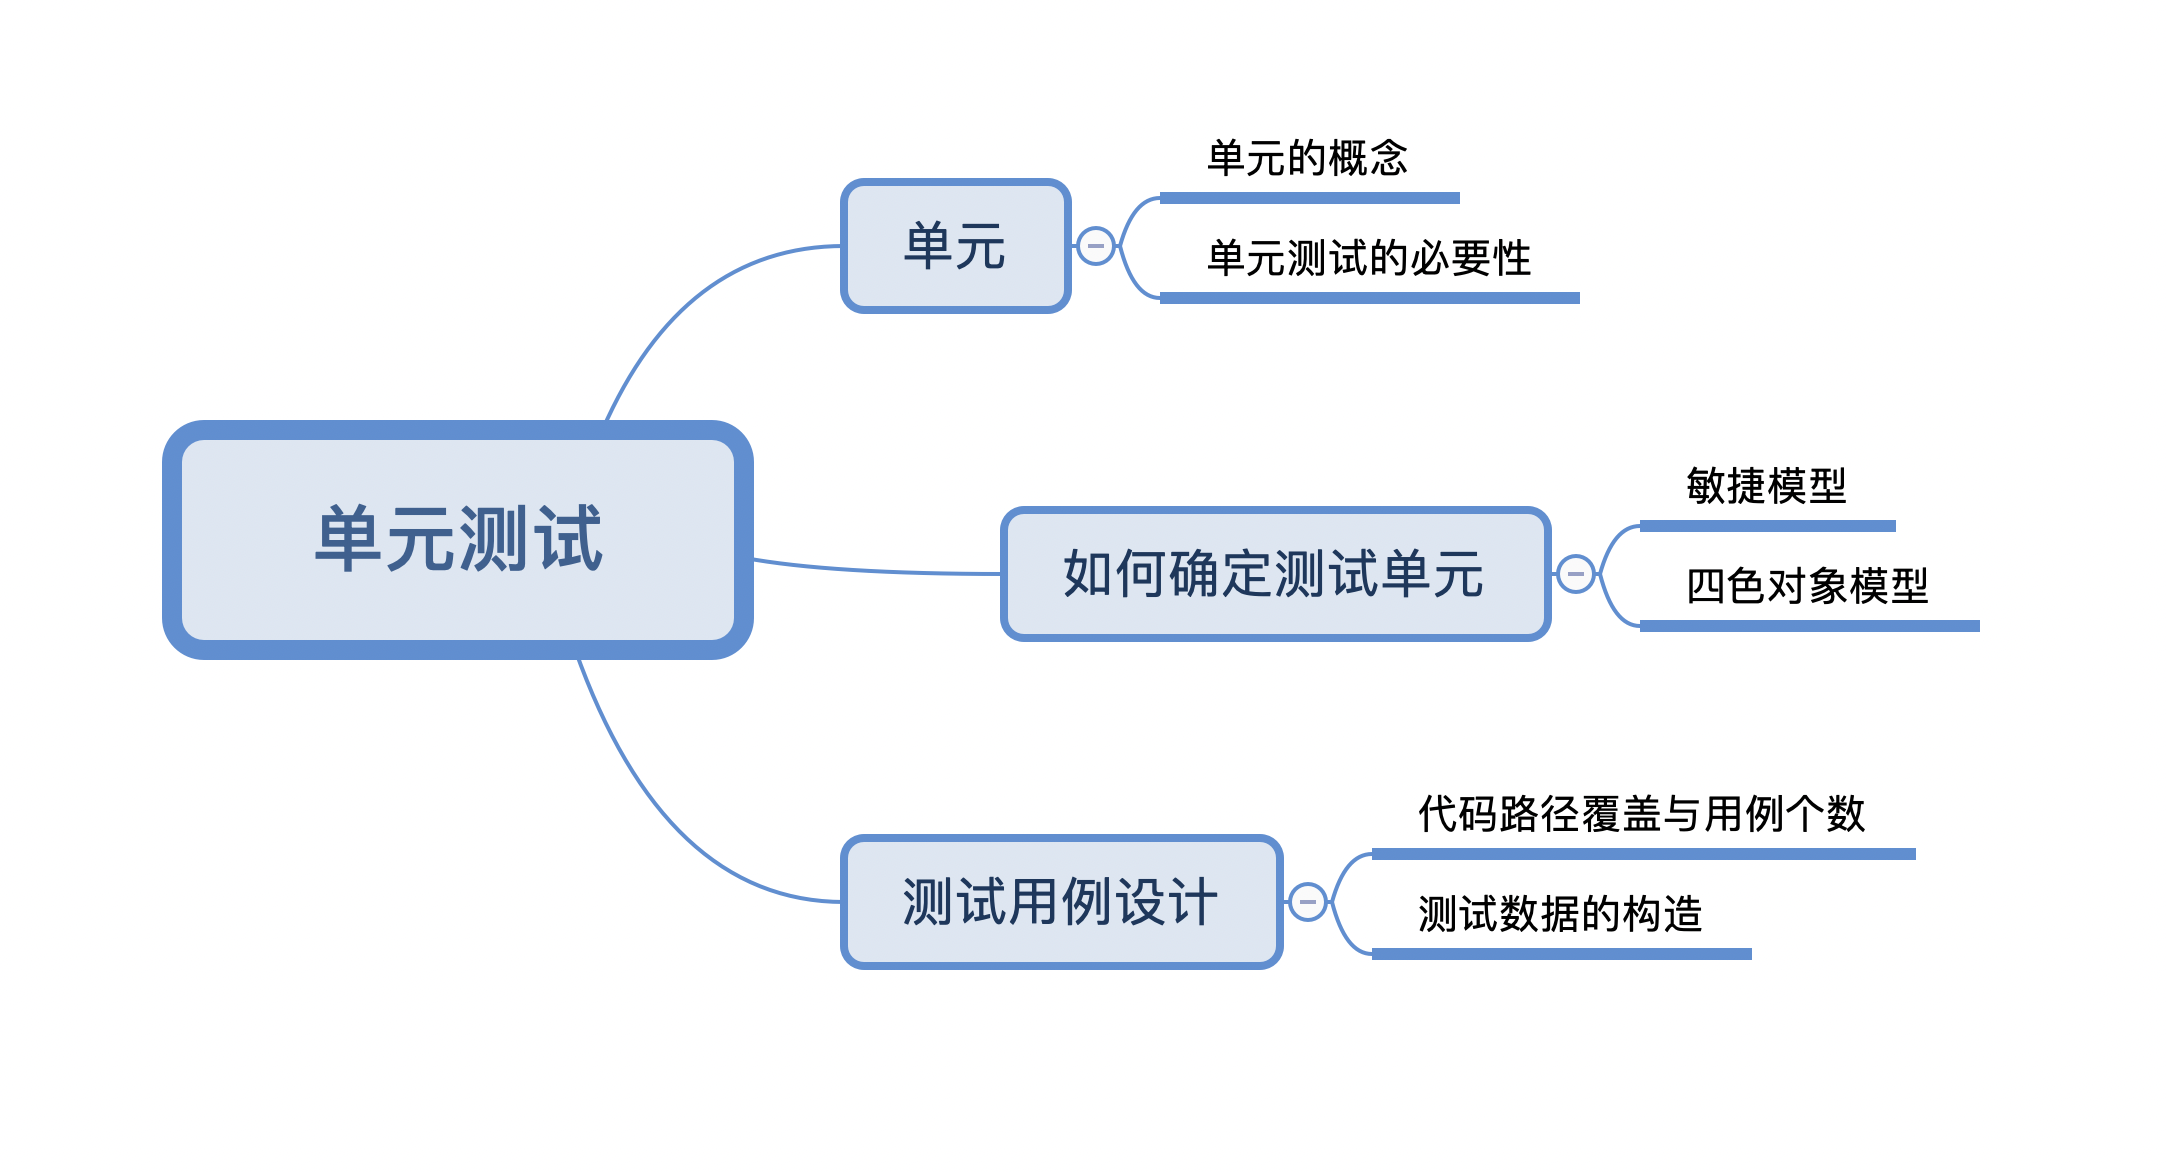 单元测试
单元
单元的概念
单元测试的必要性
如何确定测试单元
敏捷模型
四色对象模型
测试用例设计
代码路径覆盖与用例个数
测试数据的构造